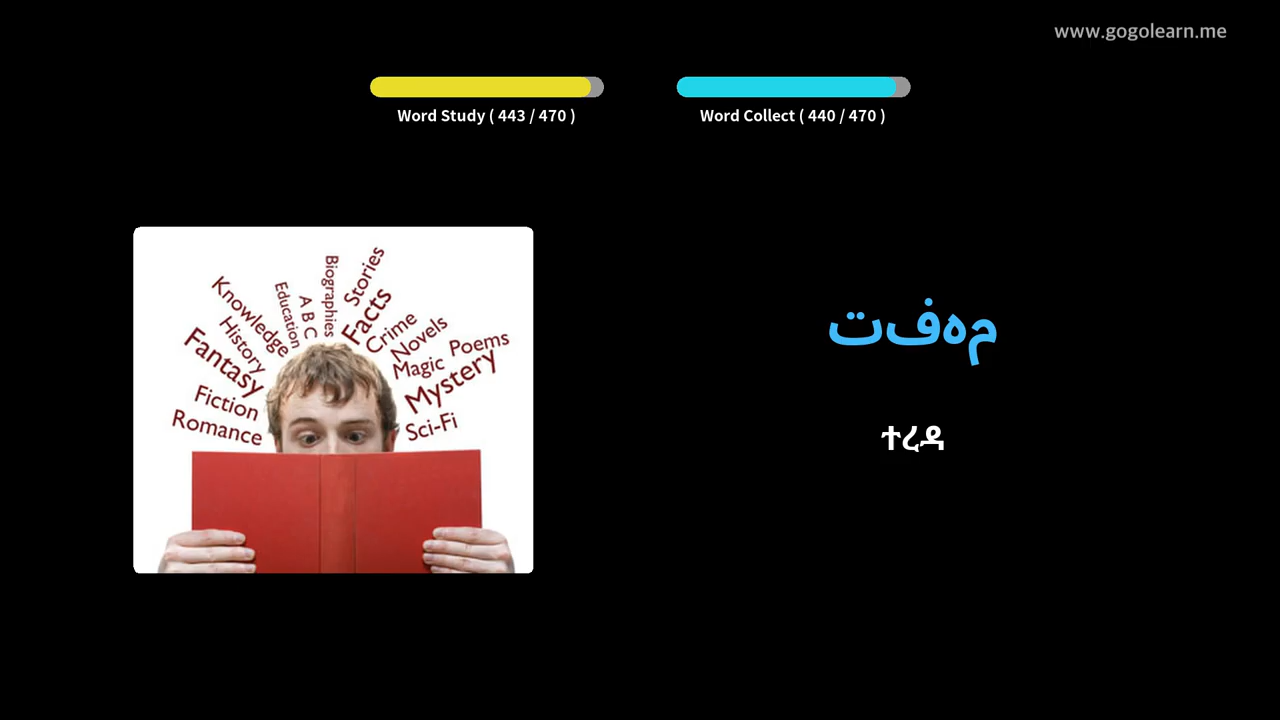 www.gogolearn.me
Word Study ( 443 / 470 )
Word Collect ( 440 / 470 )
Knowledge
Education
A B C
Biographies
Stories
Facts
Crime
Novels
Poems
Magic
Mystery
Sci-Fi
History
Fantasy
Fiction
Romance
مهفت
ተረዳ